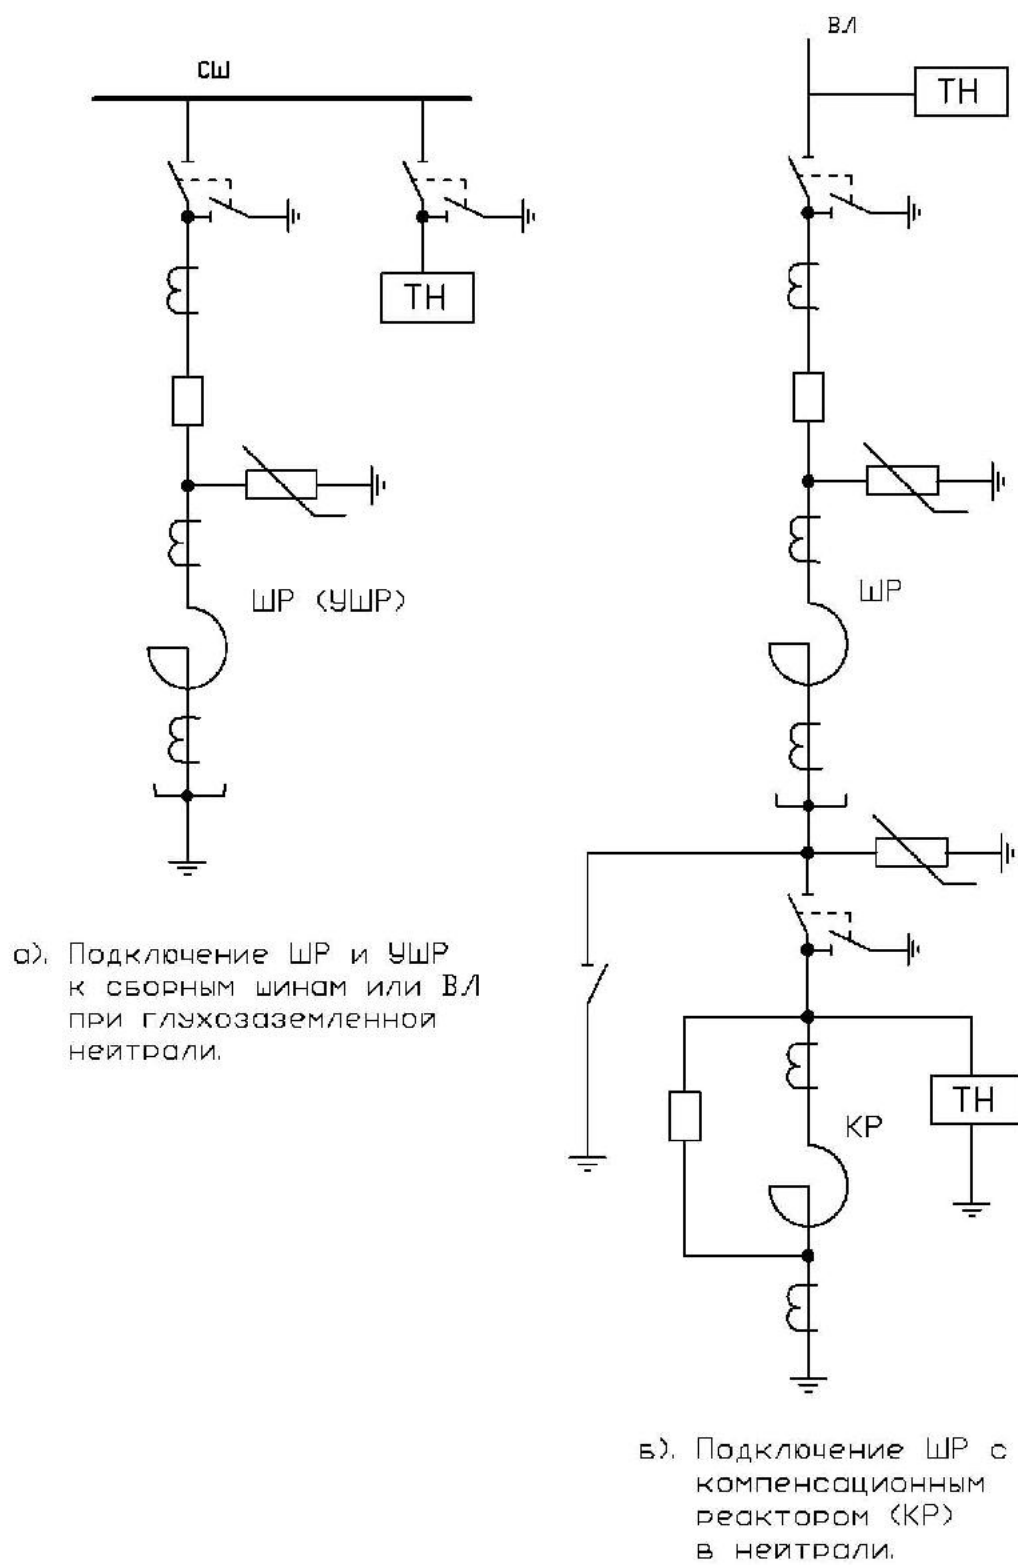 СШ
ТН
ШР (УШР)
а). Подключение ШР и УШР
к сборным шинам или ВЛ
при глухозаземленной
нейтрали.
ВЛ
ТН
ШР
КР
ТН
б). Подключение ШР с
компенсационным
реактором (КР)
в нейтрали.